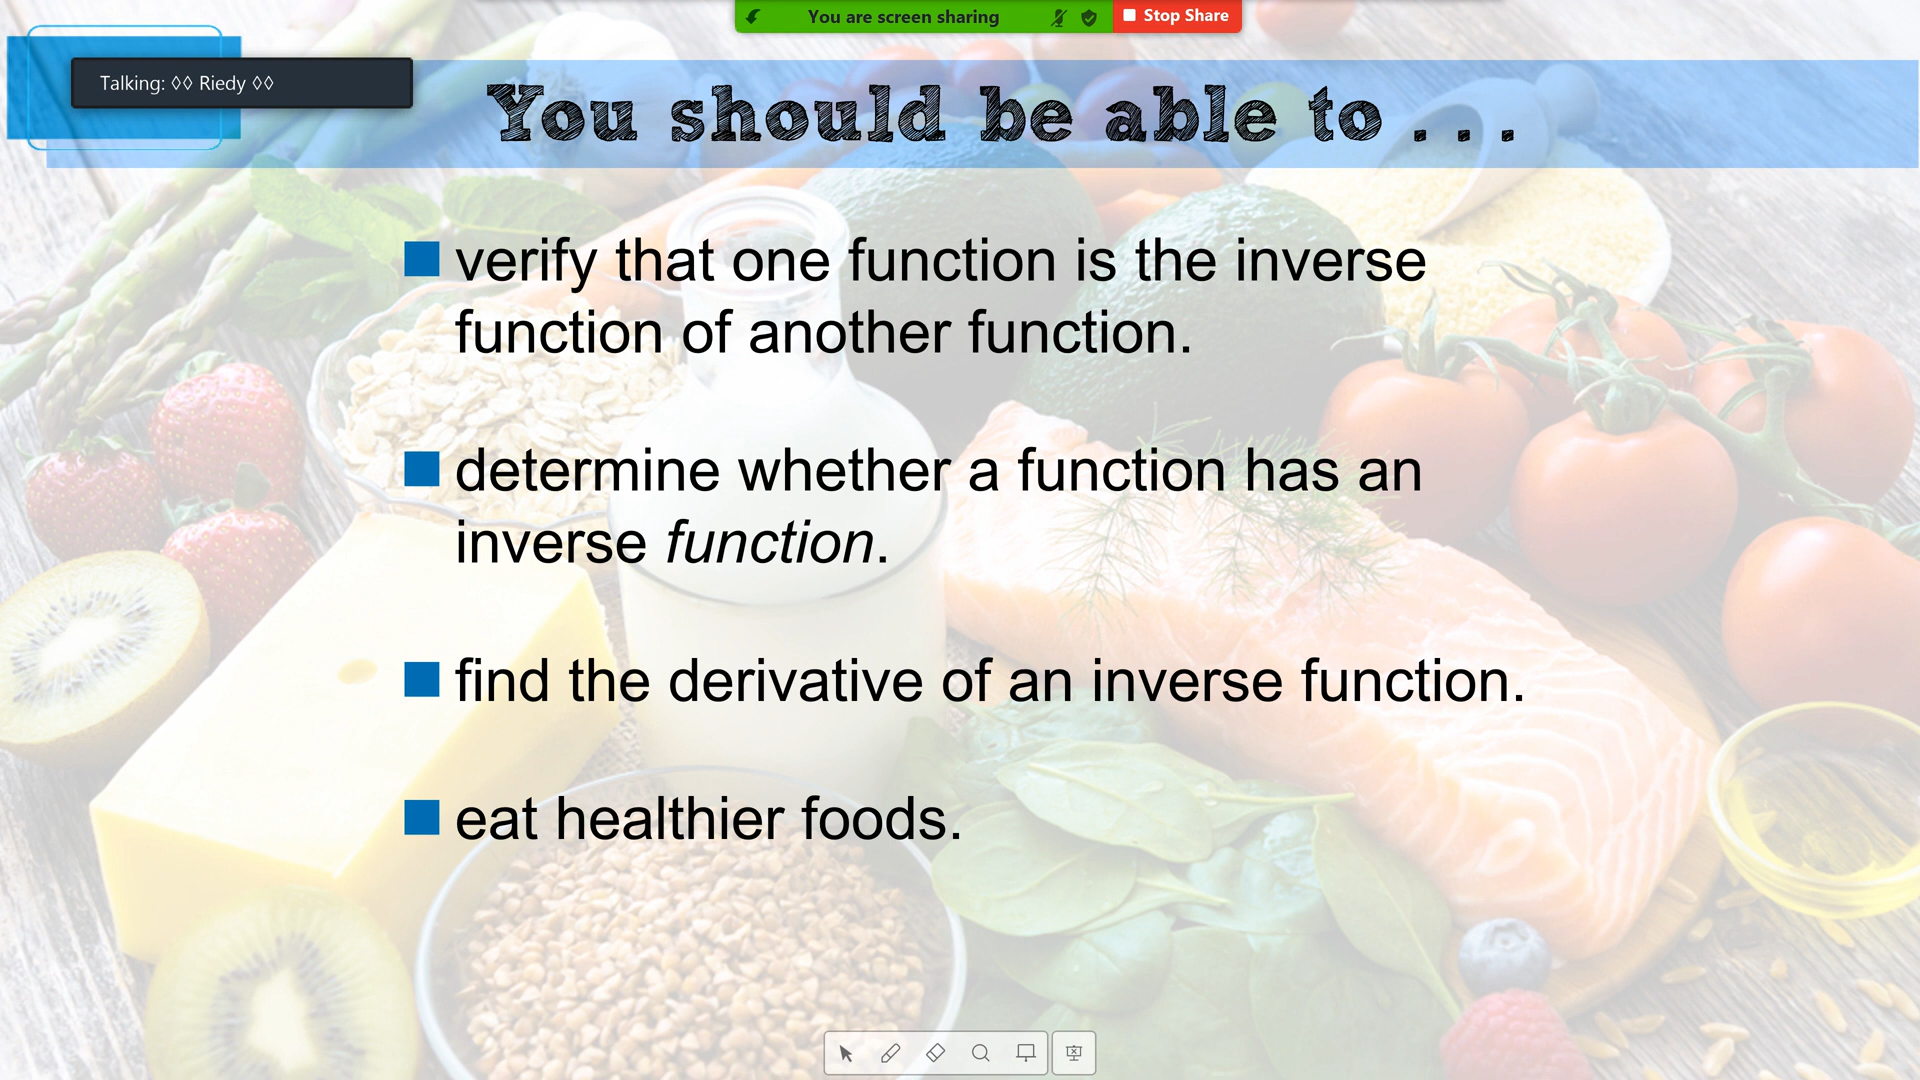 You are screen sharing
Stop Share
Talking: ◊◊ Riedy ◊◊
You should be able to . . .
verify that one function is the inverse
function of another function.
determine whether a function has an
inverse function.
find the derivative of an inverse function.
eat healthier foods.